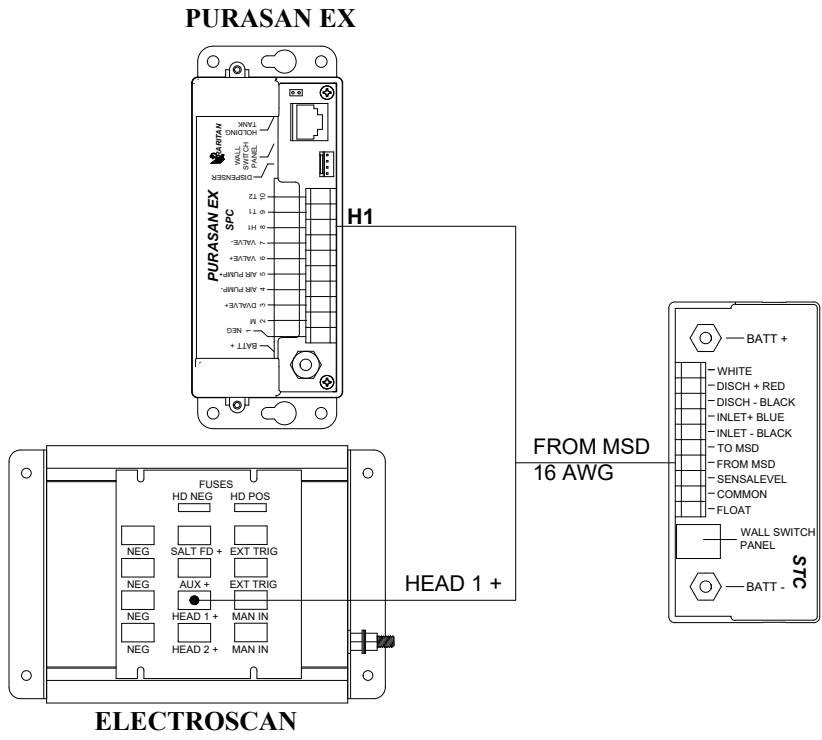 PURASAN EX
HOLDING
TANK
RARITAN
WALL
SWITCH
PANEL
DISPENSER
PURASAN EX
SPC
T2 10
T1 9
H1 8
VALVE- 7
VALVE+ 6
AIR PUMP+ 5
AIR PUMP- 4
DVALVE+ 3
M 2
NEG 1
BATT +
H1
BATT +
WHITE
DISCH + RED
DISCH - BLACK
INLET+ BLUE
INLET - BLACK
TO MSD
FROM MSD
SENSALEVEL
COMMON
FLOAT
WALL SWITCH
PANEL
STC
BATT -
FROM MSD
16 AWG
HEAD 1 +
FUSES
HD NEG HD POS
NEG SALT FD + EXT TRIG
NEG AUX + EXT TRIG
NEG HEAD 1 + MAN IN
NEG HEAD 2 + MAN IN
ELECTROSCAN